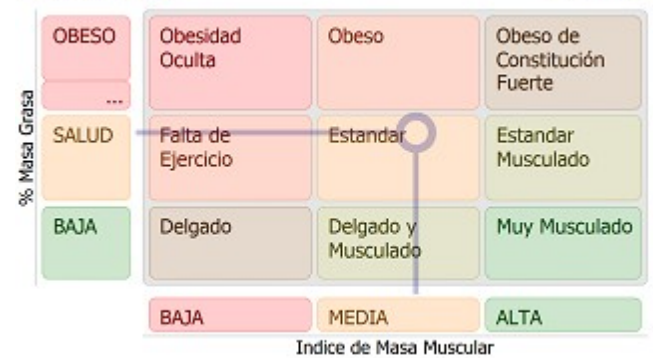 % Masa Grasa
OBESO
...
SALUD
BAJA
Obesidad
Oculta
Obeso
Obeso de
Constitución
Fuerte
Falta de
Ejercicio
Estandar
Estandar
Musculado
Delgado
Delgado y
Musculado
Muy Musculado
BAJA
MEDIA
ALTA
Indice de Masa Muscular